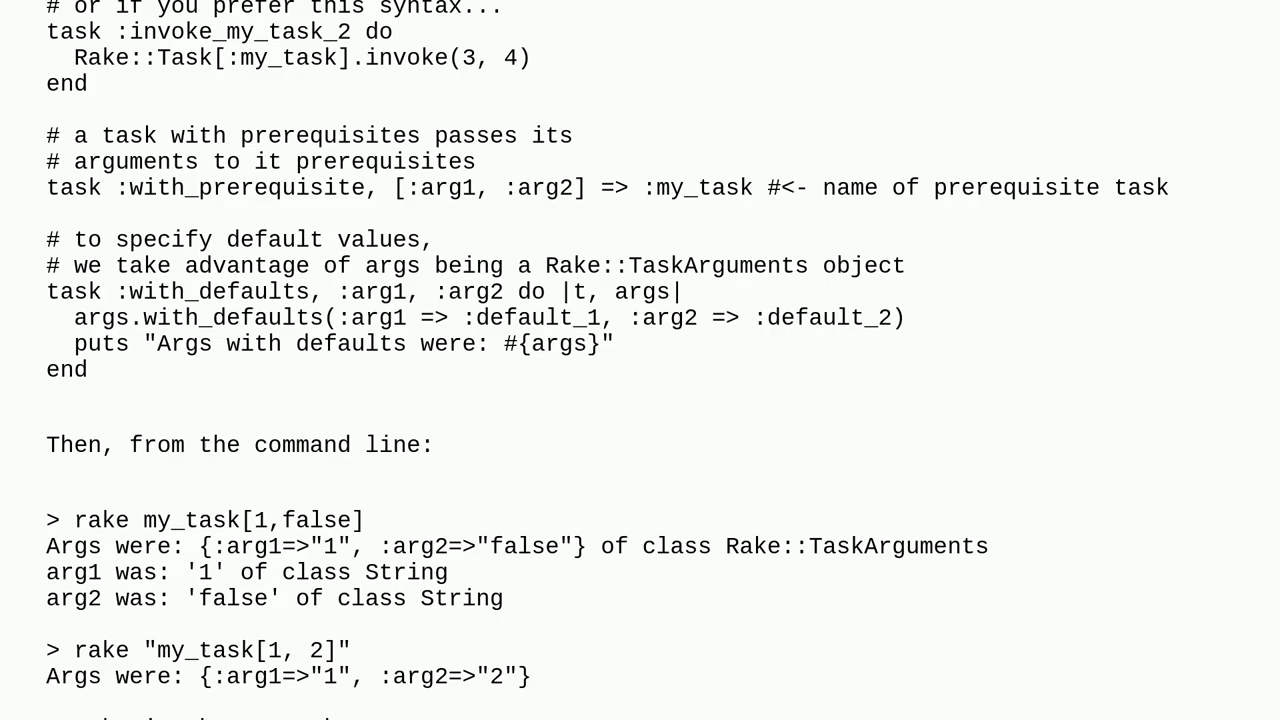 # or if you prefer this syntax...
task :invoke_my_task_2 do
  Rake::Task[:my_task].invoke(3, 4)
end

# a task with prerequisites passes its
# arguments to it prerequisites
task :with_prerequisite, [:arg1, :arg2] => :my_task #<- name of prerequisite task

# to specify default values,
# we take advantage of args being a Rake::TaskArguments object
task :with_defaults, :arg1, :arg2 do |t, args|
  args.with_defaults(:arg1 => :default_1, :arg2 => :default_2)
  puts "Args with defaults were: #{args}"
end

Then, from the command line:

> rake my_task[1,false]
Args were: {:arg1=>"1", :arg2=>"false"} of class Rake::TaskArguments
arg1 was: '1' of class String
arg2 was: 'false' of class String

> rake "my_task[1, 2]"
Args were: {:arg1=>"1", :arg2=>"2"}